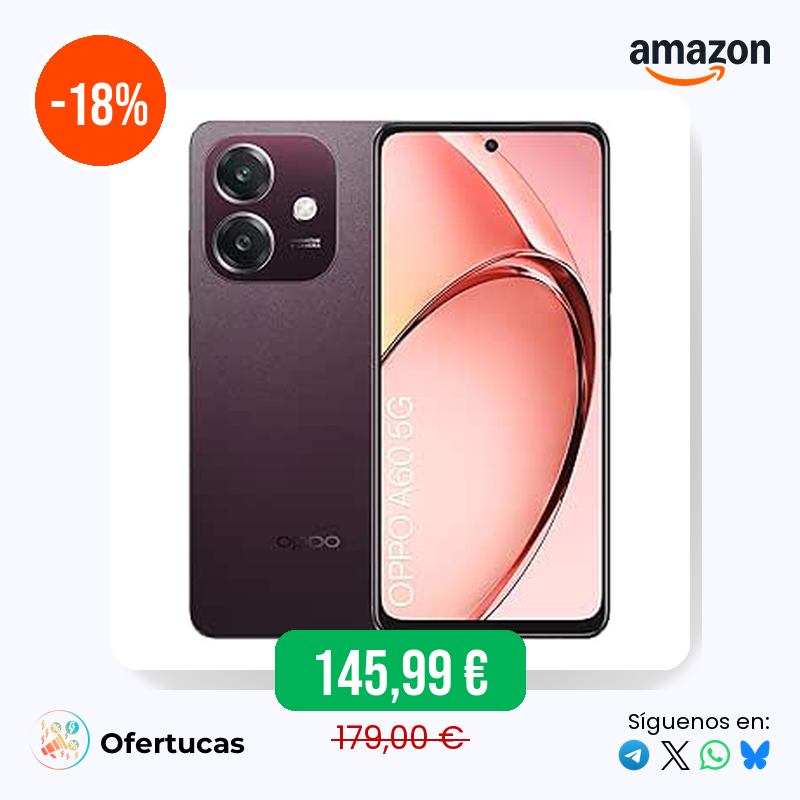 -18%
amazon
OPPO A60 5G
oppo
145,99 €
179,00 €
Ofertucas
Síguenos en: